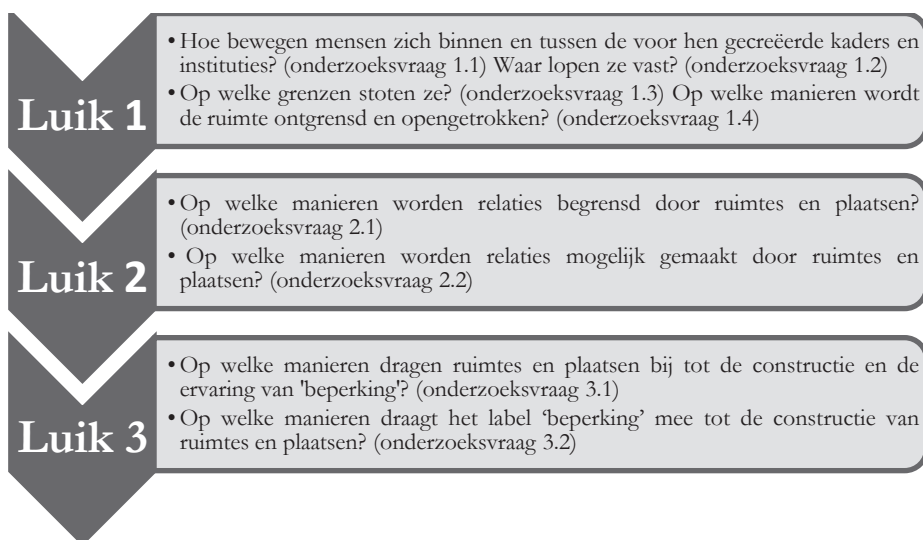 Luik 1
• Hoe bewegen mensen zich binnen en tussen de voor hen gecreëerde kaders en
instituties? (onderzoeksvraag 1.1) Waar lopen ze vast? (onderzoeksvraag 1.2)
• Op welke grenzen stoten ze? (onderzoeksvraag 1.3) Op welke manieren wordt
de ruimte ontgrensd en opengetrokken? (onderzoeksvraag 1.4)
Luik 2
• Op welke manieren worden relaties begrensd door ruimtes en plaatsen?
(onderzoeksvraag 2.1)
• Op welke manieren worden relaties mogelijk gemaakt door ruimtes en
plaatsen? (onderzoeksvraag 2.2)
Luik 3
• Op welke manieren dragen ruimtes en plaatsen bij tot de constructie en de
ervaring van 'beperking'? (onderzoeksvraag 3.1)
• Op welke manieren draagt het label ‘beperking’ mee tot de constructie van
ruimtes en plaatsen? (onderzoeksvraag 3.2)